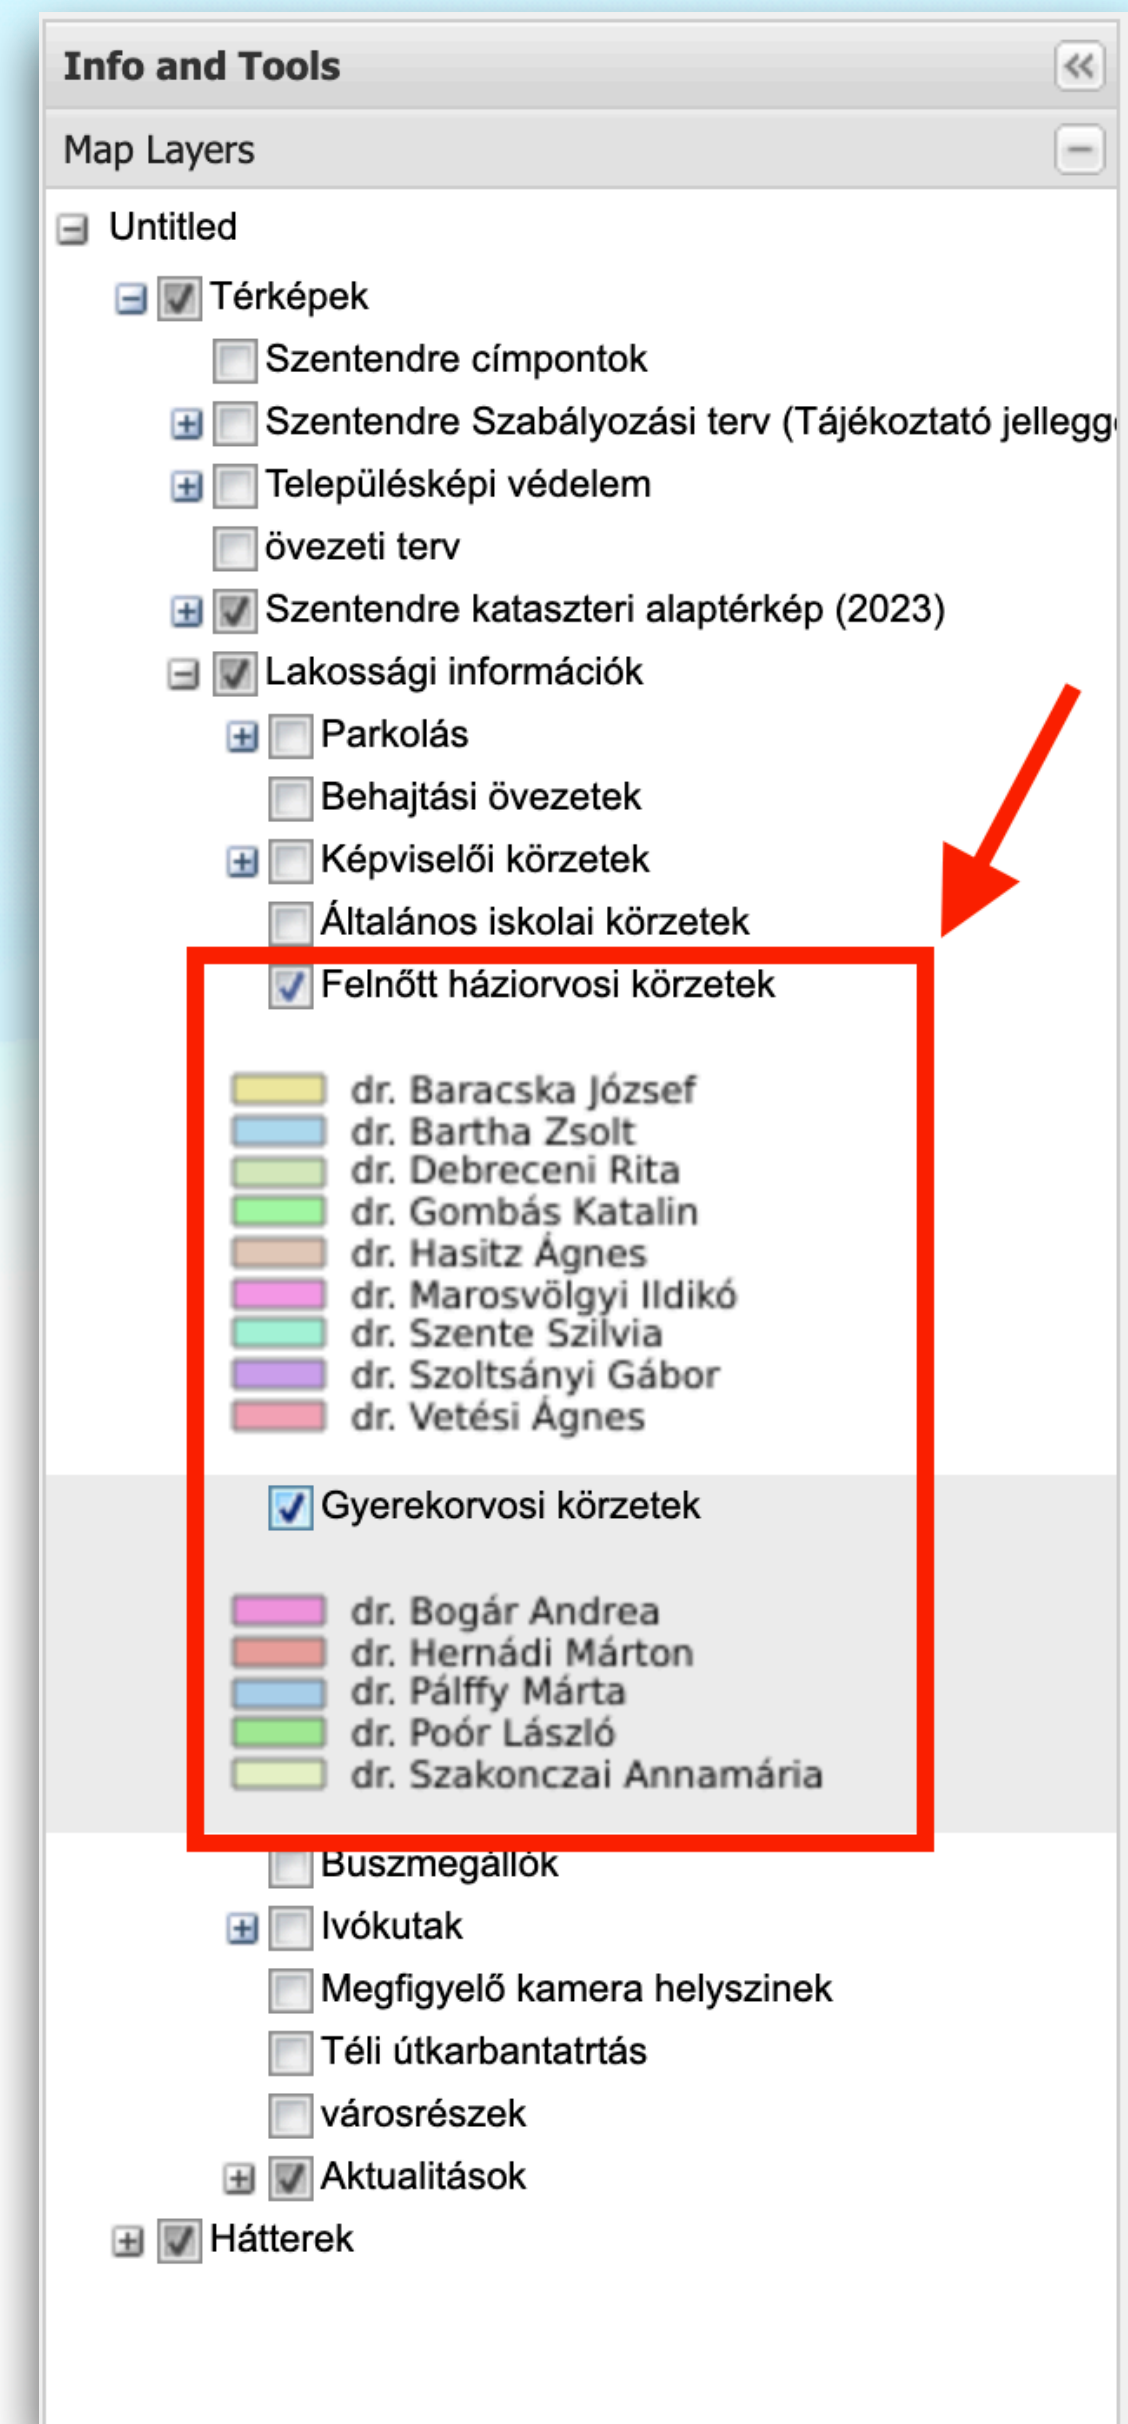 Info and Tools
Map Layers
Untitled
Térképek
Szentendre címpontok
Szentendre Szabályozási terv (Tájékoztató jellegg
Településképi védelem
övezeti terv
Szentendre kataszteri alaptérkép (2023)
Lakossági információk
Parkolás
Behajtási övezetek
Képviselői körzetek
Általános iskolai körzetek
Felnőtt háziorvosi körzetek
dr. Baracska József
dr. Bartha Zsolt
dr. Debreceni Rita
dr. Gombás Katalin
dr. Hasitz Ágnes
dr. Marosvölgyi Ildikó
dr. Szente Szilvia
dr. Szoltsányi Gábor
dr. Vetési Ágnes
Gyerekorvosi körzetek
dr. Bogár Andrea
dr. Hernádi Márton
dr. Pálffy Márta
dr. Poór László
dr. Szakonczai Annamária
Buszmegállók
Ivókutak
Megfigyelő kamera helyszinek
Téli útkarbantatrtás
városrészek
Aktualitások
Hátterek